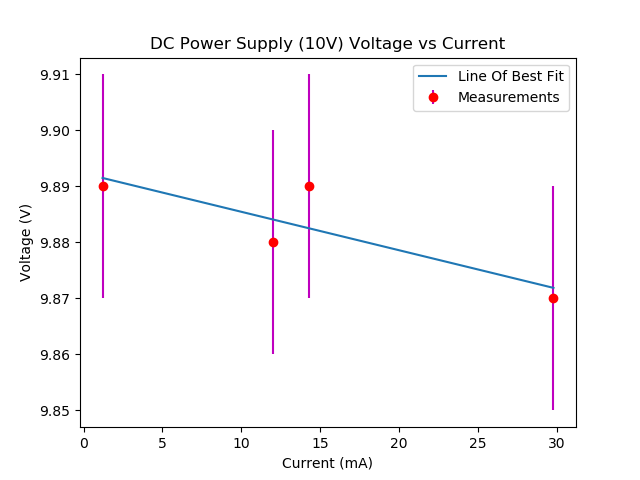 DC Power Supply (10V) Voltage vs Current
Line Of Best Fit
Measurements
9.91
9.90
9.89
9.88
9.87
9.86
9.85
Voltage (V)
0 5 10 15 20 25 30
Current (mA)